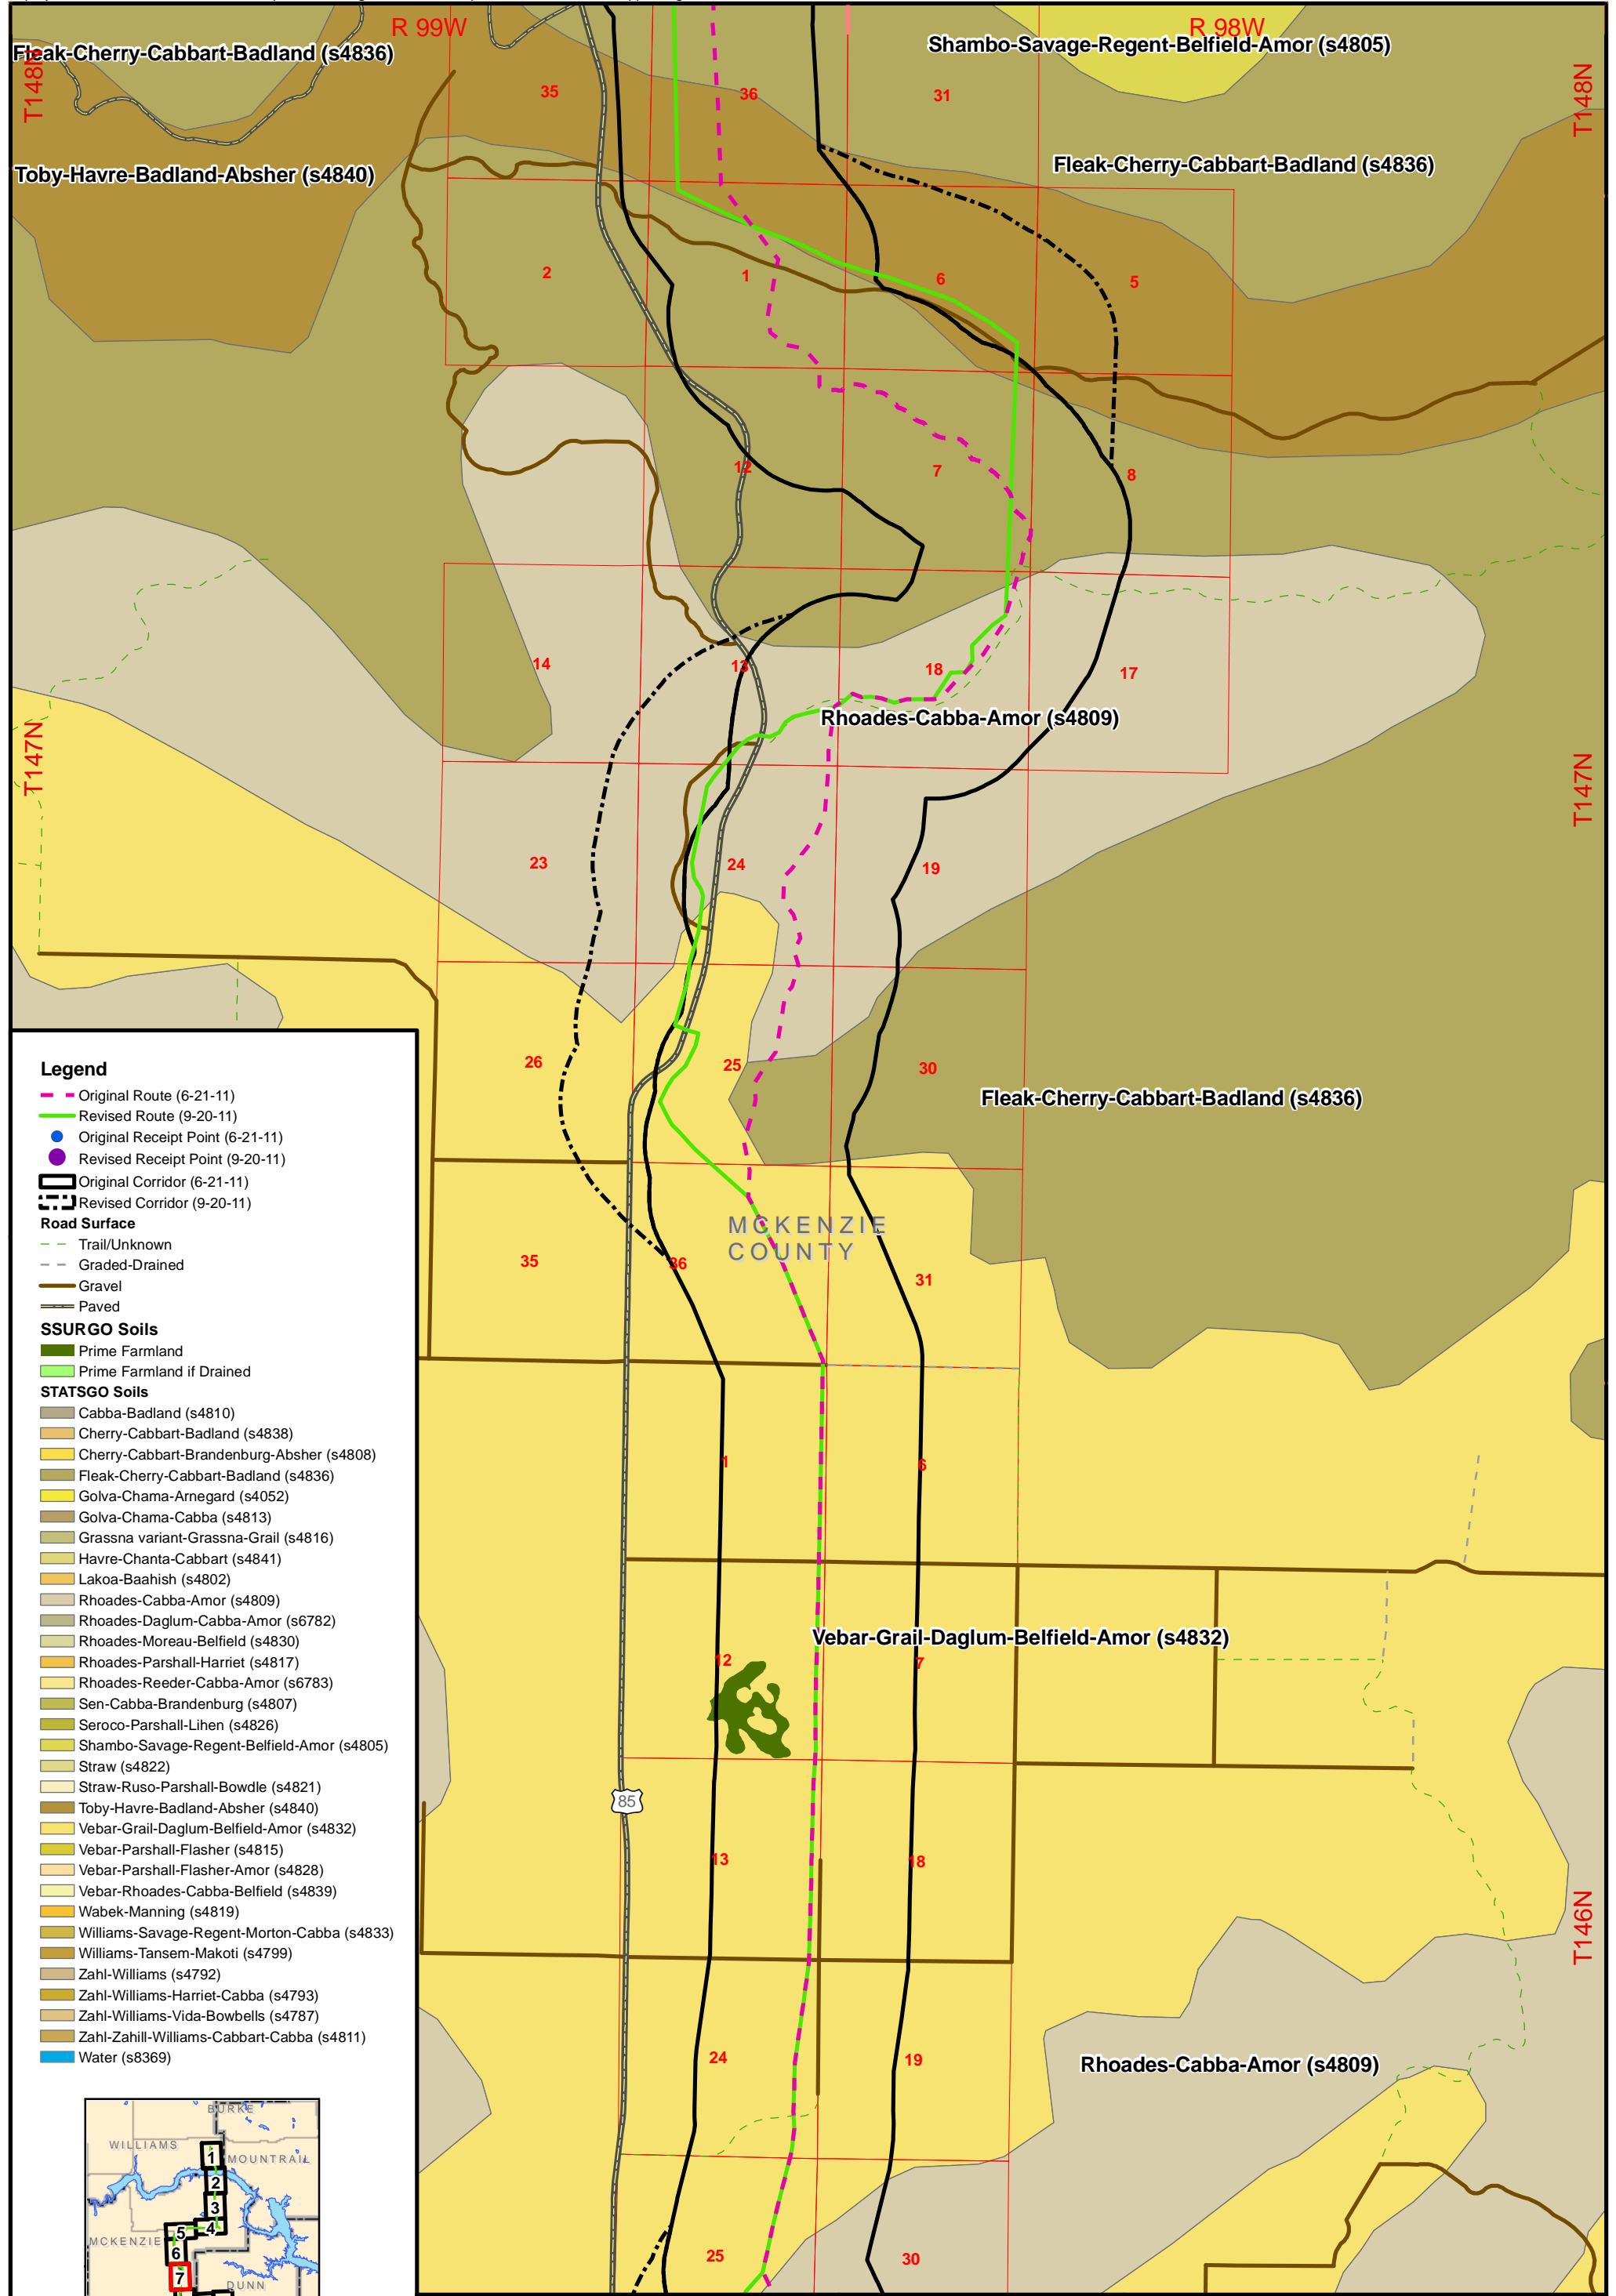 R 99W
R 98W
Fleak-Cherry-Cabbart-Badland (s4836)
Shambo-Savage-Regent-Belfield-Amor (s4805)
T148N
T148N
35
36
31
Fleak-Cherry-Cabbart-Badland (s4836)
Toby-Havre-Badland-Absher (s4840)
2
1
6
5
12
7
8
14
13
18
17
Rhoades-Cabba-Amor (s4809)
T147N
T147N
23
24
19
26
25
30
Fleak-Cherry-Cabbart-Badland (s4836)
MCKENZIE
COUNTY
35
36
31
1
6
Vebar-Grail-Daglum-Belfield-Amor (s4832)
12
7
85
13
18
T146N
24
19
Rhoades-Cabba-Amor (s4809)
25
30
Legend
Original Route (6-21-11)
Revised Route (9-20-11)
Original Receipt Point (6-21-11)
Revised Receipt Point (9-20-11)
Original Corridor (6-21-11)
Revised Corridor (9-20-11)
Road Surface
Trail/Unknown
Graded-Drained
Gravel
Paved
SSURGO Soils
Prime Farmland
Prime Farmland if Drained
STATSGO Soils
Cabba-Badland (s4810)
Cherry-Cabbart-Badland (s4838)
Cherry-Cabbart-Brandenburg-Absher (s4808)
Fleak-Cherry-Cabbart-Badland (s4836)
Golva-Chama-Arnegard (s4052)
Golva-Chama-Cabba (s4813)
Grassna variant-Grassna-Grail (s4816)
Havre-Chanta-Cabbart (s4841)
Lakoa-Baahish (s4802)
Rhoades-Cabba-Amor (s4809)
Rhoades-Daglum-Cabba-Amor (s6782)
Rhoades-Moreau-Belfield (s4830)
Rhoades-Parshall-Harriet (s4817)
Rhoades-Reeder-Cabba-Amor (s6783)
Sen-Cabba-Brandenburg (s4807)
Seroco-Parshall-Lihen (s4826)
Shambo-Savage-Regent-Belfield-Amor (s4805)
Straw (s4822)
Straw-Ruso-Parshall-Bowdle (s4821)
Toby-Havre-Badland-Absher (s4840)
Vebar-Grail-Daglum-Belfield-Amor (s4832)
Vebar-Parshall-Flasher (s4815)
Vebar-Parshall-Flasher-Amor (s4828)
Vebar-Rhoades-Cabba-Belfield (s4839)
Wabek-Manning (s4819)
Williams-Savage-Regent-Morton-Cabba (s4833)
Williams-Tansem-Makoti (s4799)
Zahl-Williams (s4792)
Zahl-Williams-Harriet-Cabba (s4793)
Zahl-Williams-Vida-Bowbells (s4787)
Zahl-Zahill-Williams-Cabbart-Cabba (s4811)
Water (s8369)
BURKE
WILLIAMS
1
MOUNTRAIL
2
3
4
5
MCKENZIE
6
7
DUNN